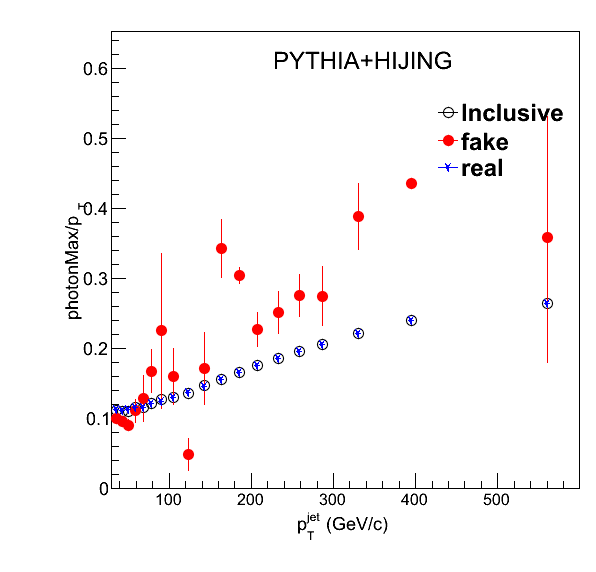 PYTHIA+HIJING
Inclusive
fake
real
photonMax/p_T
0
0.1
0.2
0.3
0.4
0.5
0.6
100
200
300
400
500
p_T^jet (GeV/c)